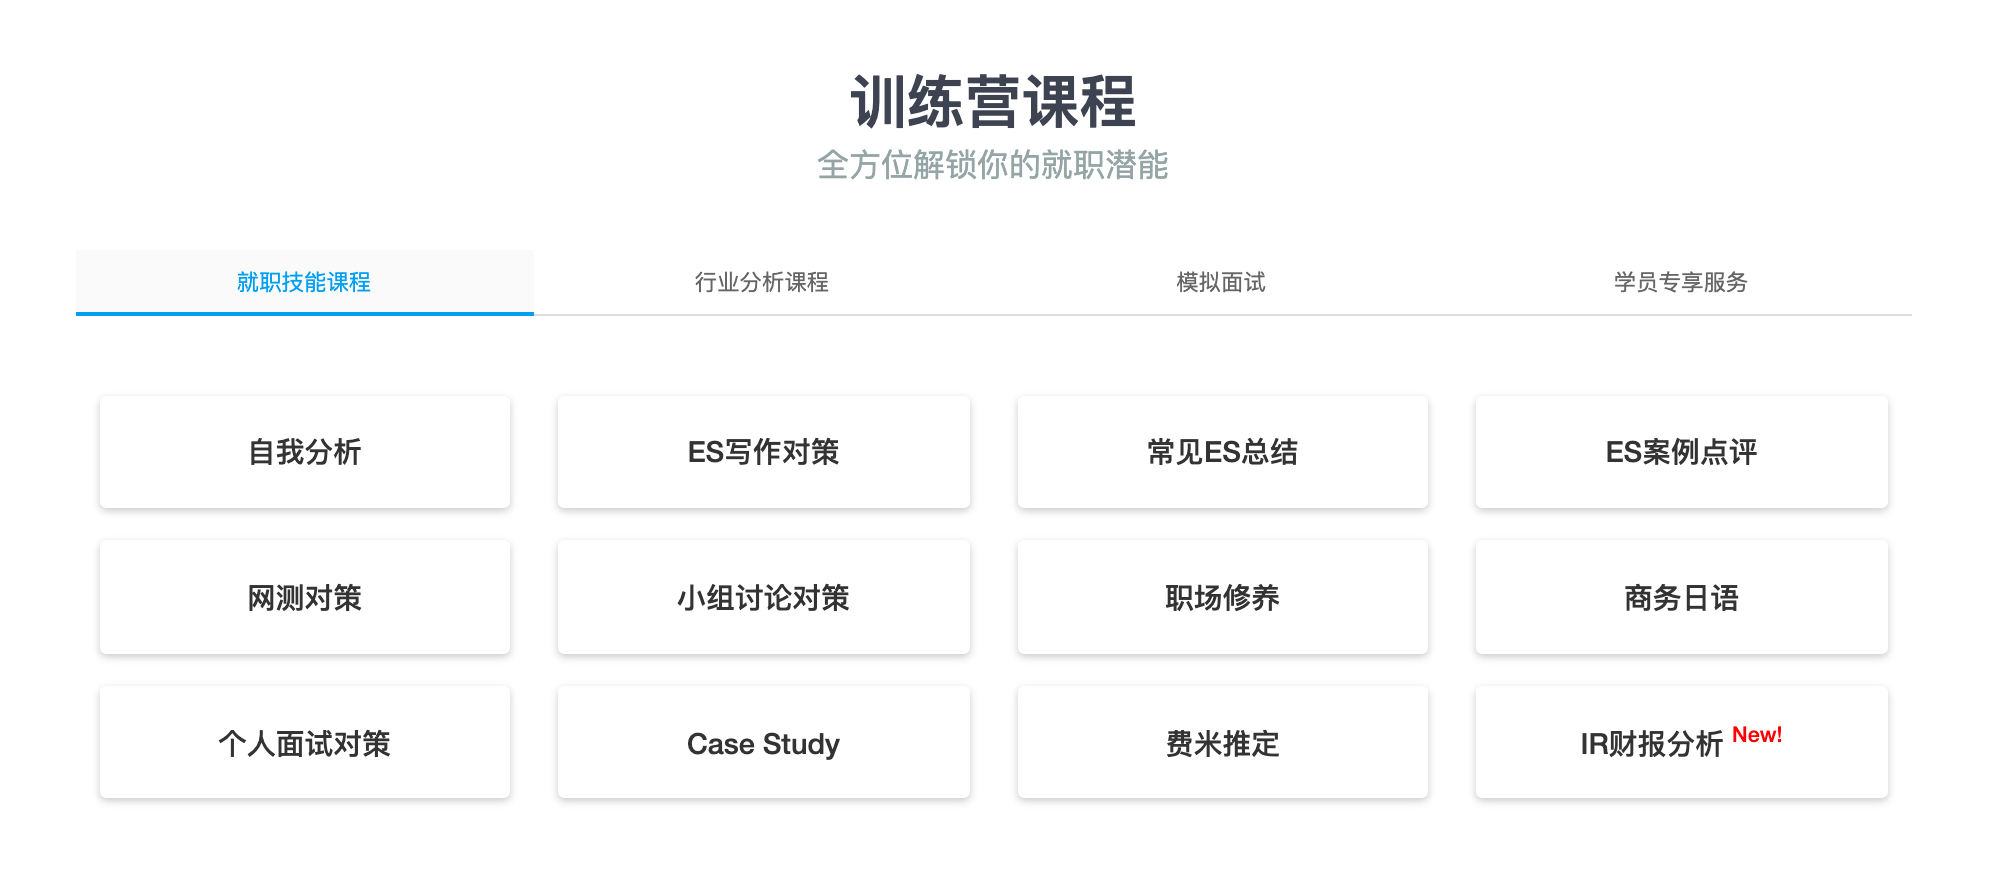 训练营课程
全方位解锁你的就职潜能
就职技能课程
行业分析课程
模拟面试
学员专享服务
自我分析
ES写作对策
常见ES总结
ES案例点评
网测对策
小组讨论对策
职场修养
商务日语
个人面试对策
Case Study
费米推定
IR财报分析 New!